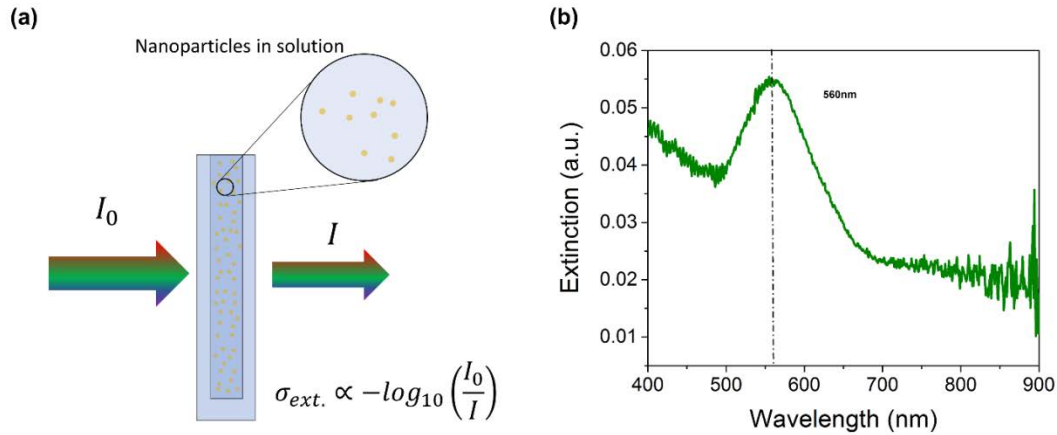 (a)
Nanoparticles in solution
I₀
I
σₑₓₜ. ∝ −log₁₀(I₀/I)
(b)
0.06
0.05
0.04
0.03
0.02
0.01
Extinction (a.u.)
560nm
400 500 600 700 800 900
Wavelength (nm)